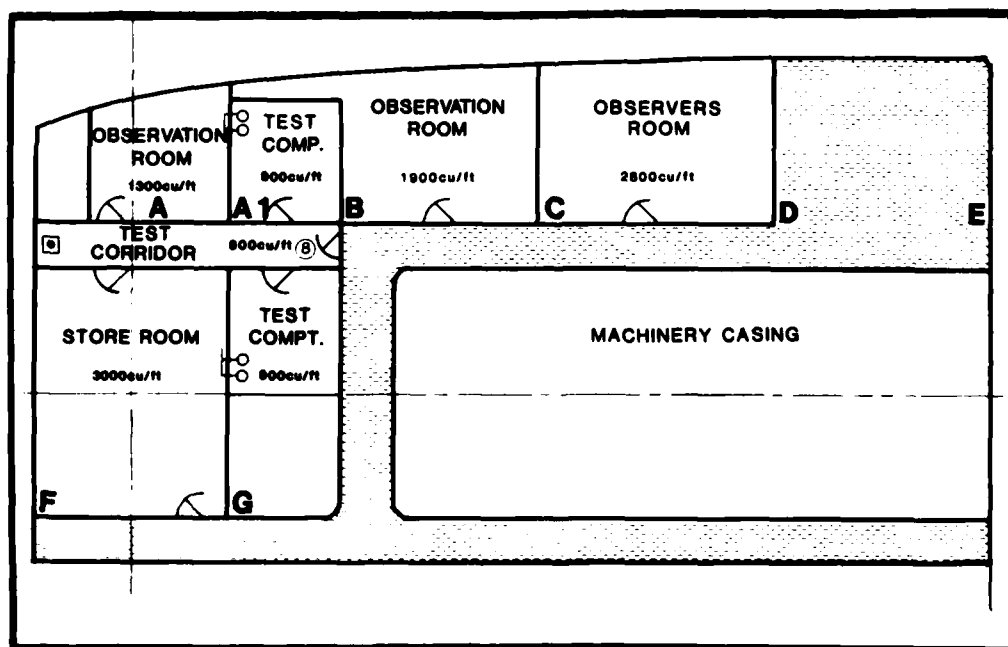 OBSERVATION
ROOM
1300cu/ft
TEST
COMP.
900cu/ft
OBSERVATION
ROOM
1900cu/ft
OBSERVERS
ROOM
2800cu/ft
A
A1
B
C
D
E
TEST
CORRIDOR
900cu/ft
8
STORE ROOM
3000cu/ft
TEST
COMPT.
900cu/ft
MACHINERY CASING
F
G